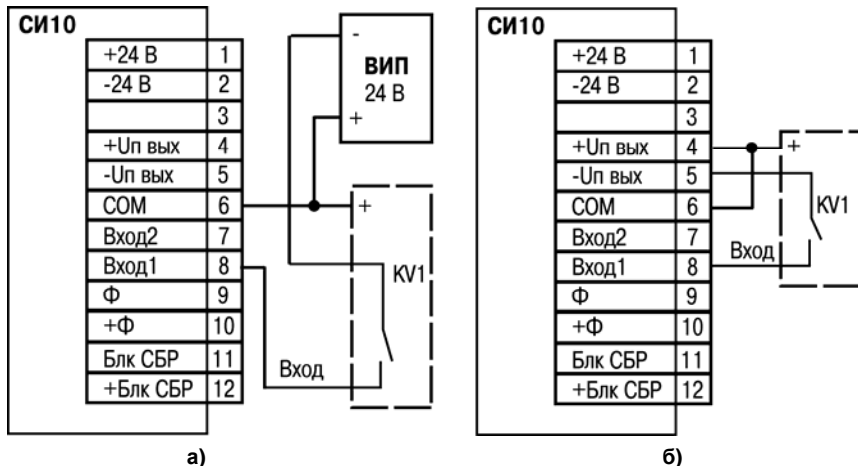 СИ10
+24 В 1
-24 В 2
3
+Uп вых 4
-Uп вых 5
COM 6
Вход2 7
Вход1 8
Ф 9
+Ф 10
Блк СБР 11
+Блк СБР 12
-
ВИП
24 В
+
+
KV1
Вход
а)
СИ10
+24 В 1
-24 В 2
3
+Uп вых 4
-Uп вых 5
COM 6
Вход2 7
Вход1 8
Ф 9
+Ф 10
Блк СБР 11
+Блк СБР 12
+
KV1
Вход
б)